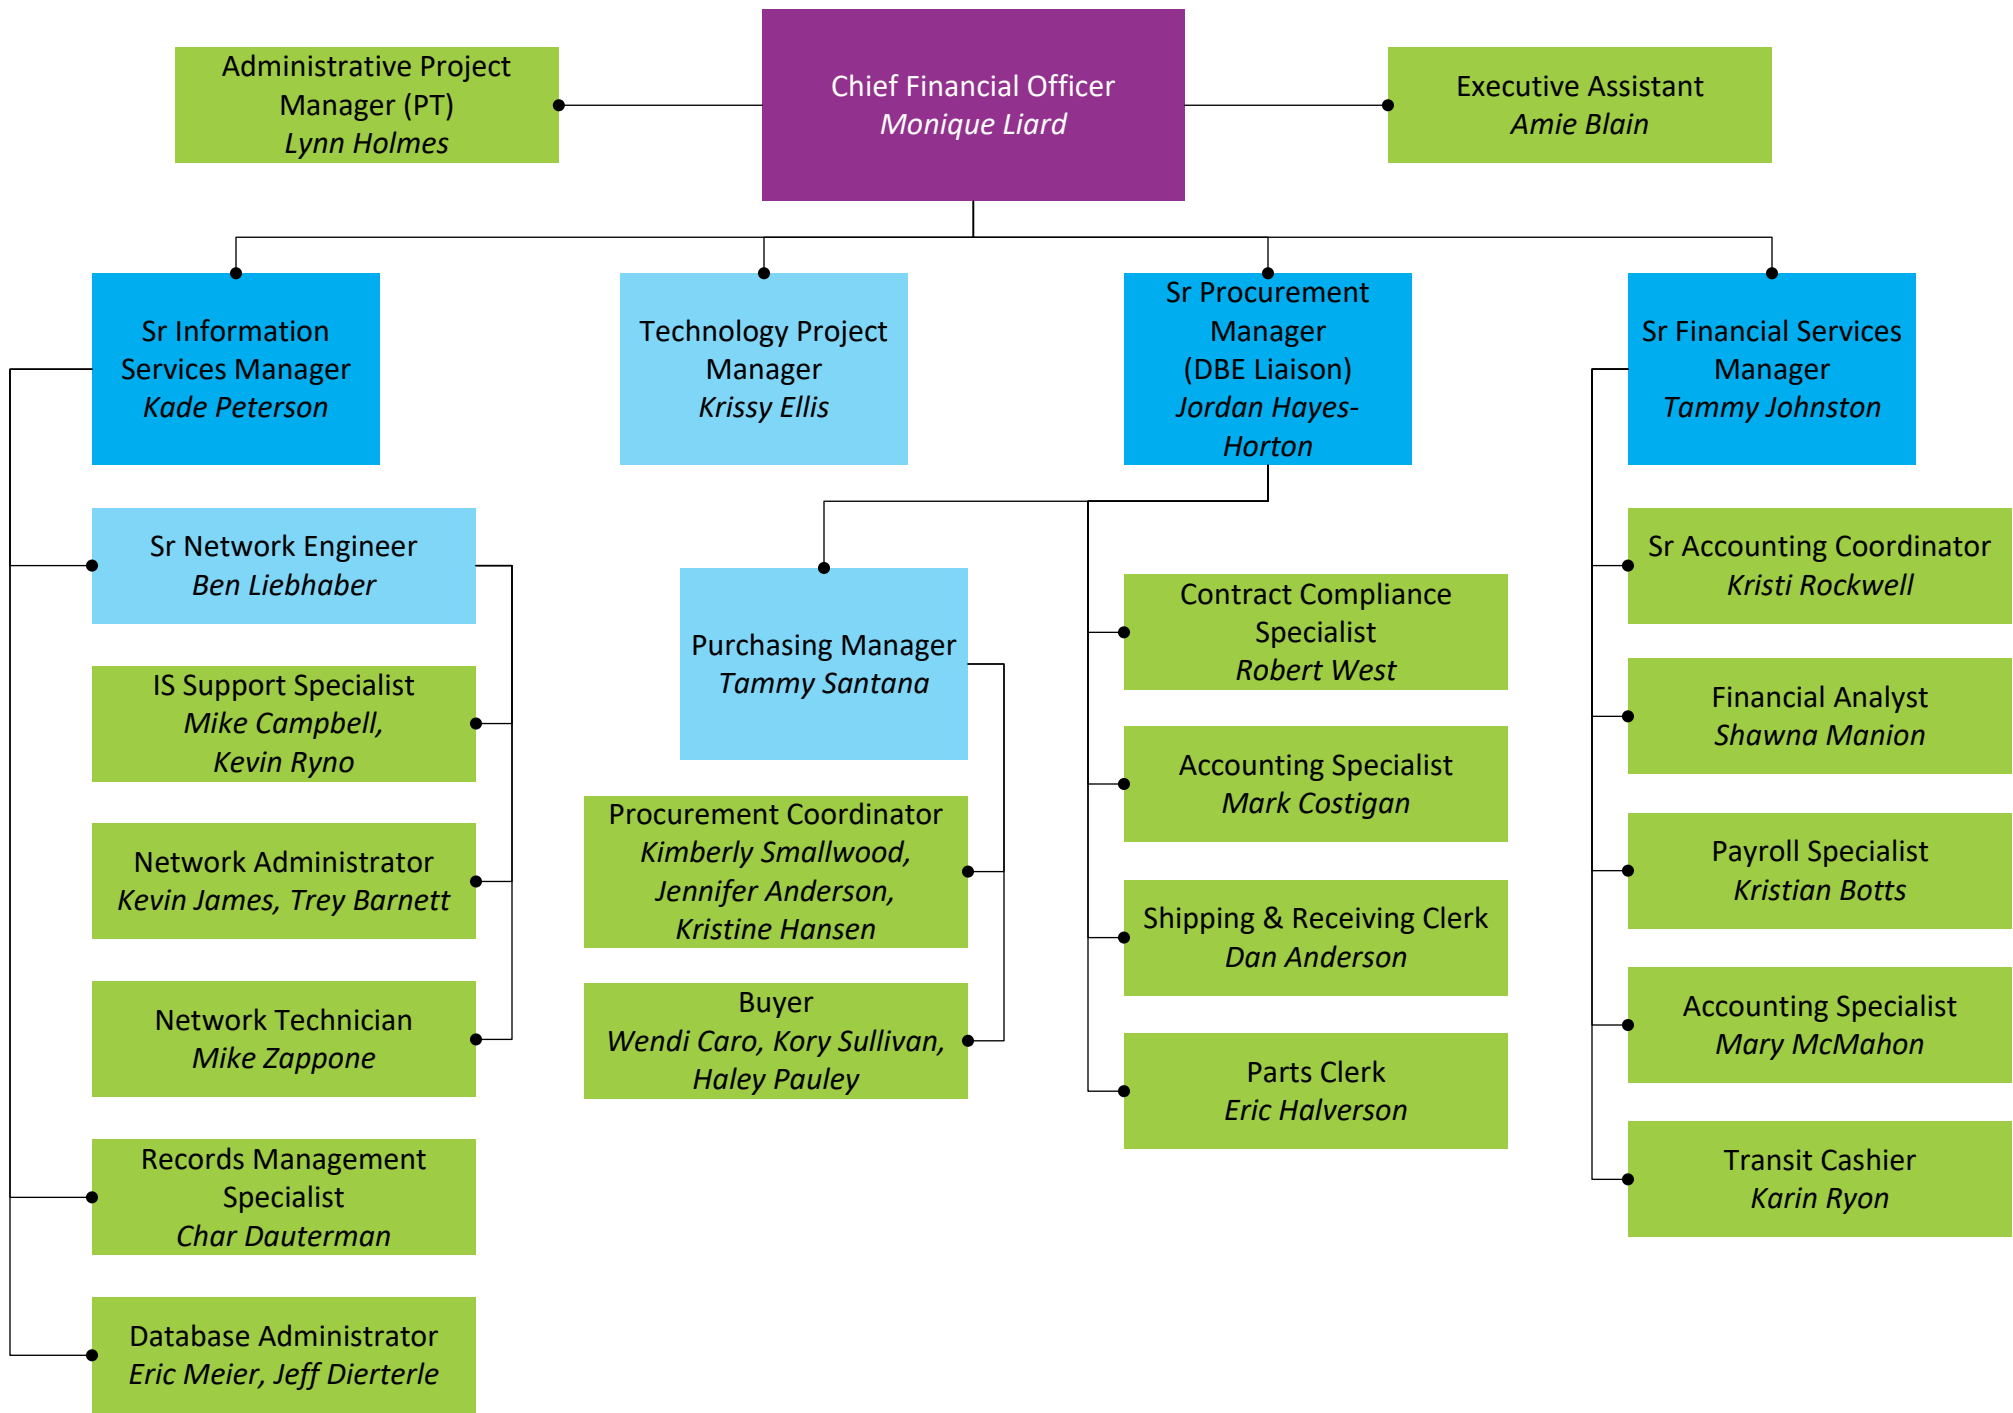 Administrative Project
Manager (PT)
Lynn Holmes
Chief Financial Officer
Monique Liard
Executive Assistant
Amie Blain
Sr Information
Services Manager
Kade Peterson
Technology Project
Manager
Krissy Ellis
Sr Procurement
Manager
(DBE Liaison)
Jordan Hayes-
Horton
Sr Financial Services
Manager
Tammy Johnston
Sr Network Engineer
Ben Liebhaber
IS Support Specialist
Mike Campbell,
Kevin Ryno
Network Administrator
Kevin James, Trey Barnett
Network Technician
Mike Zappone
Records Management
Specialist
Char Dauterman
Database Administrator
Eric Meier, Jeff Dierterle
Purchasing Manager
Tammy Santana
Procurement Coordinator
Kimberly Smallwood,
Jennifer Anderson,
Kristine Hansen
Buyer
Wendi Caro, Kory Sullivan,
Haley Pauley
Contract Compliance
Specialist
Robert West
Accounting Specialist
Mark Costigan
Shipping & Receiving Clerk
Dan Anderson
Parts Clerk
Eric Halverson
Sr Accounting Coordinator
Kristi Rockwell
Financial Analyst
Shawna Manion
Payroll Specialist
Kristian Botts
Accounting Specialist
Mary McMahon
Transit Cashier
Karin Ryon